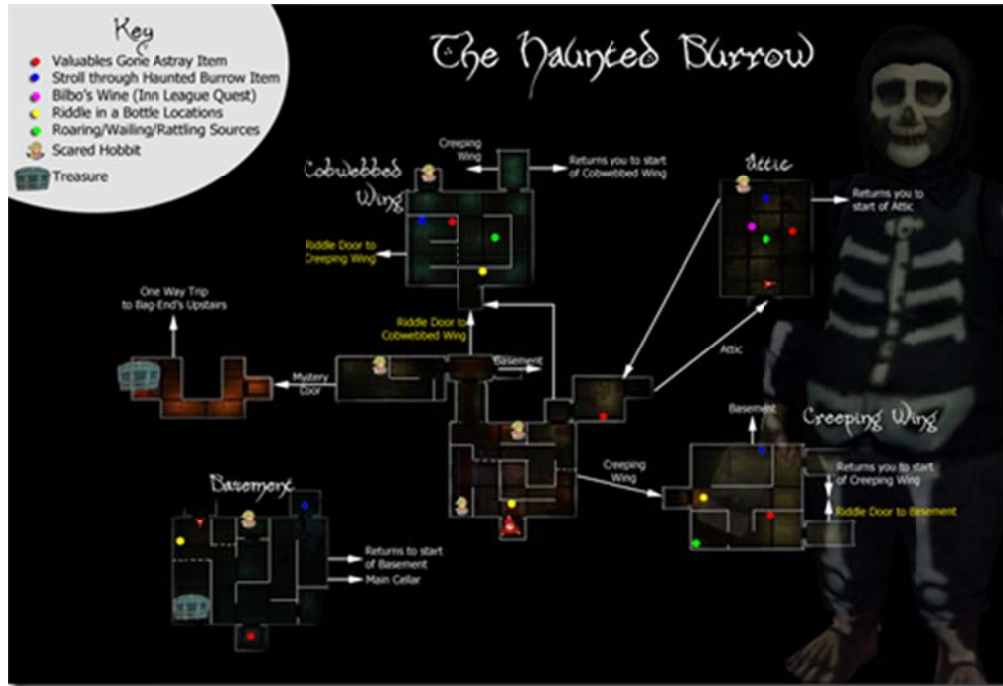 Key
Valuables Gone Astray Item
Stroll through Haunted Burrow Item
Bilbo's Wine (Inn League Quest)
Riddle in a Bottle Locations
Roaring/Wailing/Rattling Sources
Scared Hobbit
Treasure
The Haunted Burrow
Cobwebbed
Wing
Creeping
Wing
Returns you to start
of Cobwebbed Wing
Riddle Door to
Creeping Wing
Attic
Returns you to
start of Attic
One Way Trip
to Bag-End's Upstairs
Riddle Door to
Cobwebbed Wing
Basement
Mystery
Door
Attic
Creeping
Wing
Basement
Creeping Wing
Returns you to start
of Creeping Wing
Riddle Door to Basement
Basement
Returns to start
of Basement
Main Cellar